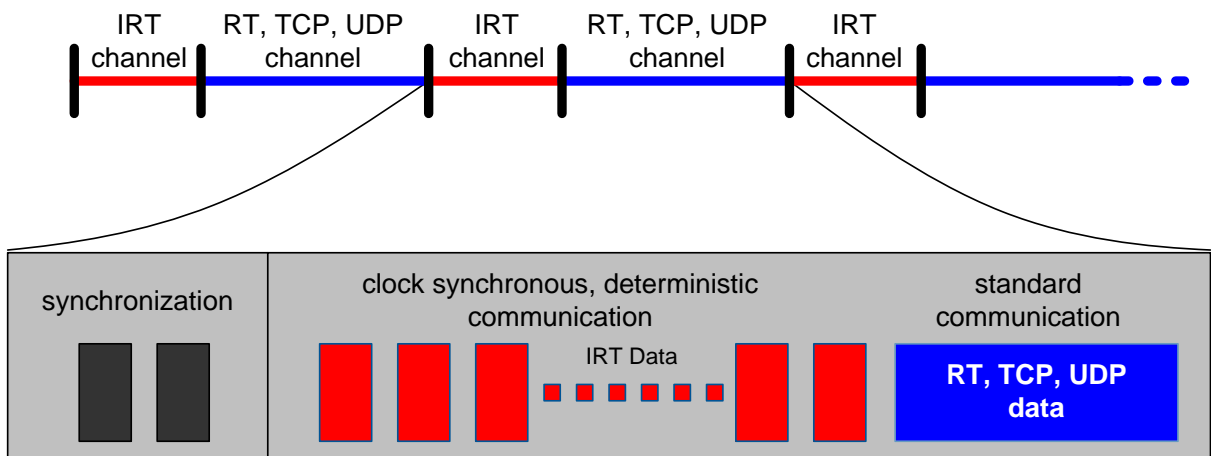 IRT
channel
RT, TCP, UDP
channel
IRT
channel
RT, TCP, UDP
channel
IRT
channel
synchronization
clock synchronous, deterministic
communication
IRT Data
standard
communication
RT, TCP, UDP
data